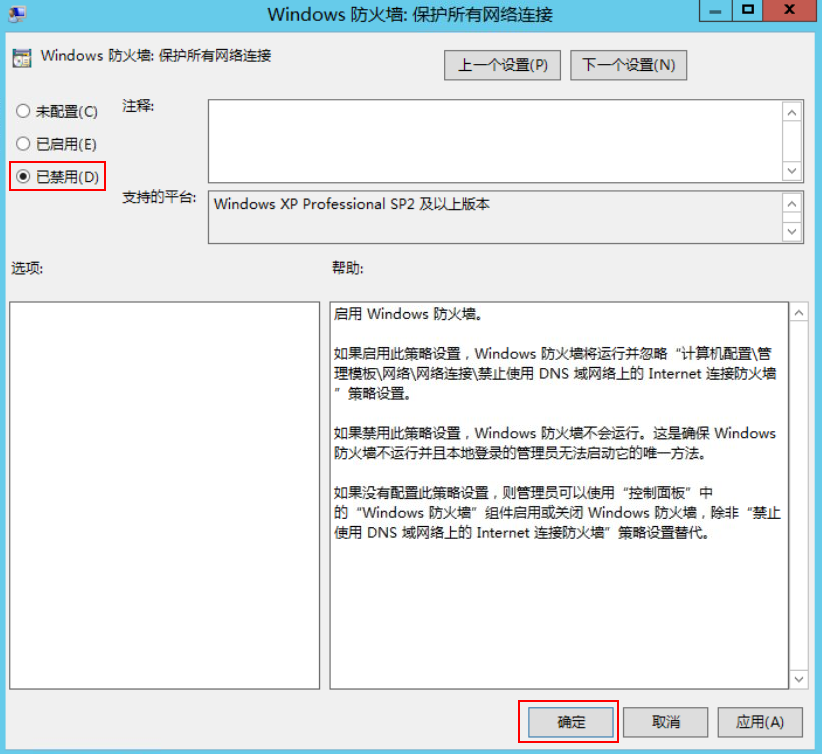 Windows 防火墙: 保护所有网络连接
Windows 防火墙: 保护所有网络连接
上一个设置(P)
下一个设置(N)
未配置(C)
注释:
已启用(E)
已禁用(D)
支持的平台:
Windows XP Professional SP2 及以上版本
选项:
帮助:
启用 Windows 防火墙。
如果启用此策略设置，Windows 防火墙将运行并忽略“计算机配置\管
理模板\网络\网络连接\禁止使用 DNS 域网络上的 Internet 连接防火墙
”策略设置。
如果禁用此策略设置，Windows 防火墙不会运行。这是确保 Windows
防火墙不运行并且本地登录的管理员无法启动它的唯一方法。
如果没有配置此策略设置，则管理员可以使用“控制面板”中
的“Windows 防火墙”组件启用或关闭 Windows 防火墙，除非“禁止
使用 DNS 域网络上的 Internet 连接防火墙”策略设置替代。
确定
取消
应用(A)